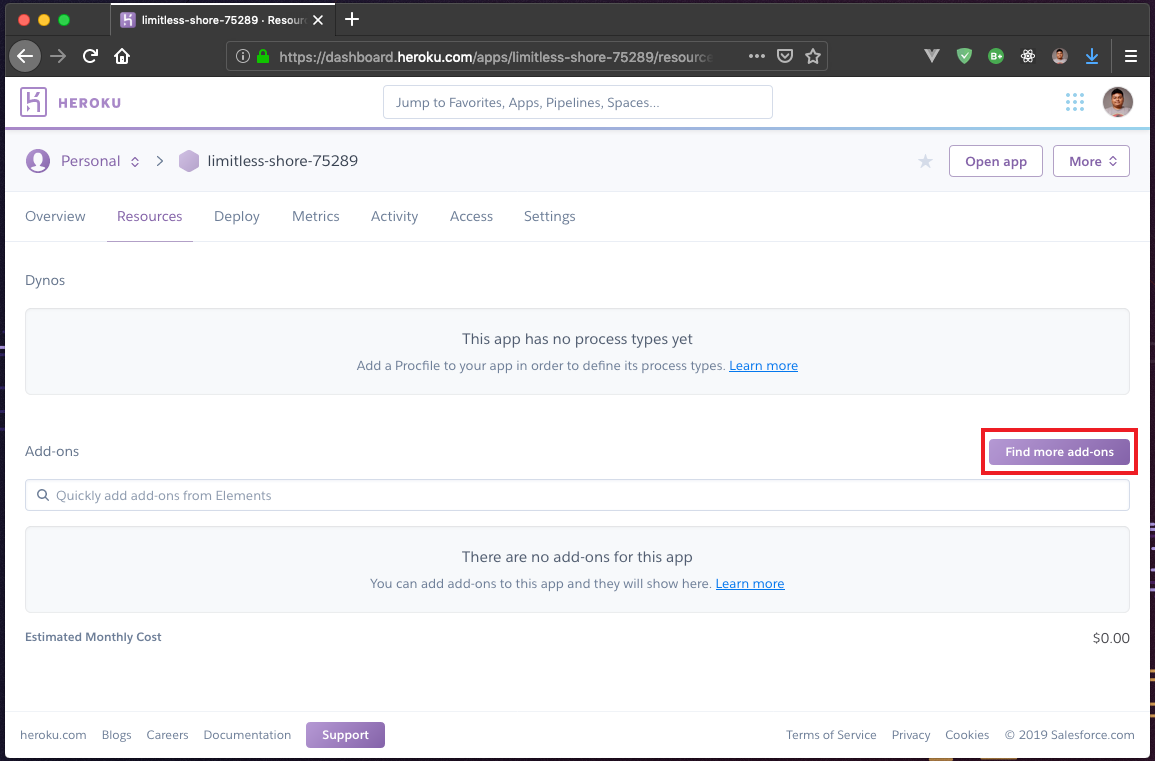 limitless-shore-75289 · Resour
https://dashboard.heroku.com/apps/limitless-shore-75289/resource
B+
HEROKU
Jump to Favorites, Apps, Pipelines, Spaces...
Personal
limitless-shore-75289
Open app
More
Overview Resources Deploy Metrics Activity Access Settings
Dynos
This app has no process types yet
Add a Procfile to your app in order to define its process types. Learn more
Add-ons
Find more add-ons
Quickly add add-ons from Elements
There are no add-ons for this app
You can add add-ons to this app and they will show here. Learn more
Estimated Monthly Cost
$0.00
heroku.com Blogs Careers Documentation Support
Terms of Service Privacy Cookies © 2019 Salesforce.com